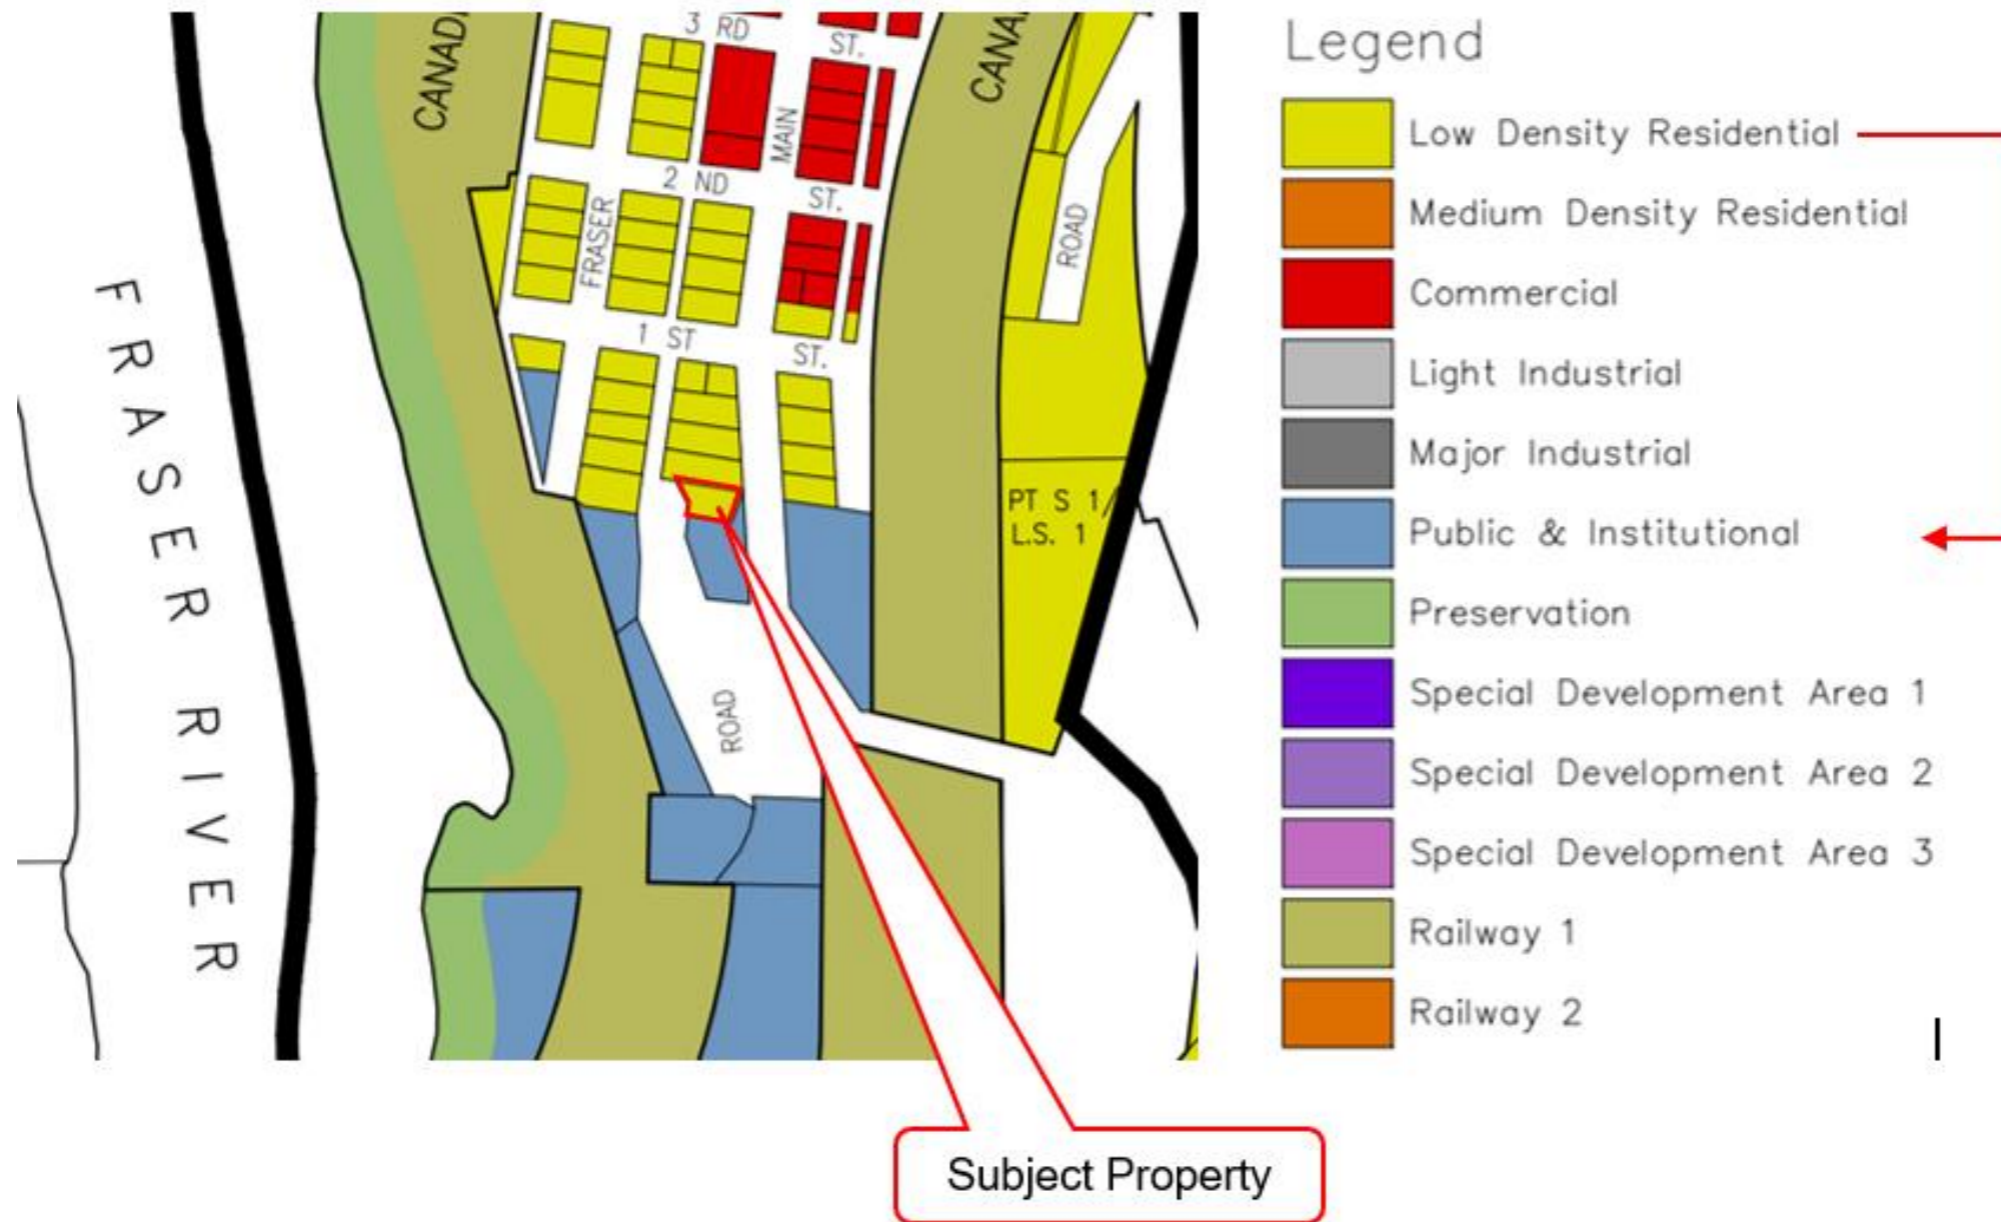 FRASER RIVER
CANADI
3 RD
ST.
MAIN
2 ND
ST.
FRASER
1 ST
ST.
ROAD
CANA
ROAD
PT S 1/
L.S. 1
Subject Property
Legend
Low Density Residential
Medium Density Residential
Commercial
Light Industrial
Major Industrial
Public & Institutional
Preservation
Special Development Area 1
Special Development Area 2
Special Development Area 3
Railway 1
Railway 2